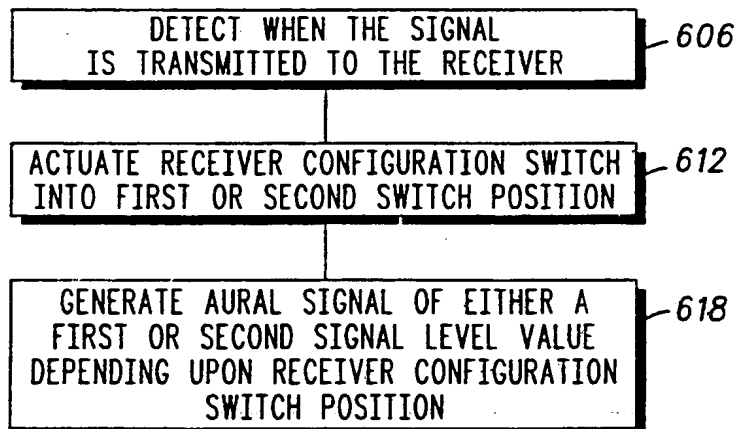 DETECT WHEN THE SIGNAL
IS TRANSMITTED TO THE RECEIVER
606
ACTUATE RECEIVER CONFIGURATION SWITCH
INTO FIRST OR SECOND SWITCH POSITION
612
GENERATE AURAL SIGNAL OF EITHER A
FIRST OR SECOND SIGNAL LEVEL VALUE
DEPENDING UPON RECEIVER CONFIGURATION
SWITCH POSITION
618